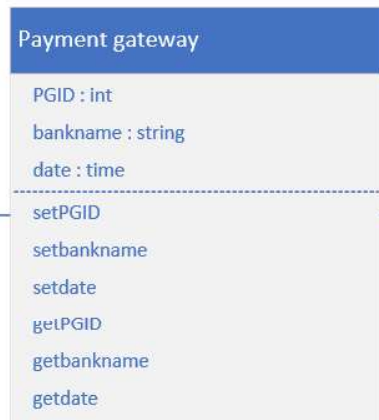 Payment gateway
PGID : int
bankname : string
date : time
setPGID
setbankname
setdate
getPGID
getbankname
getdate